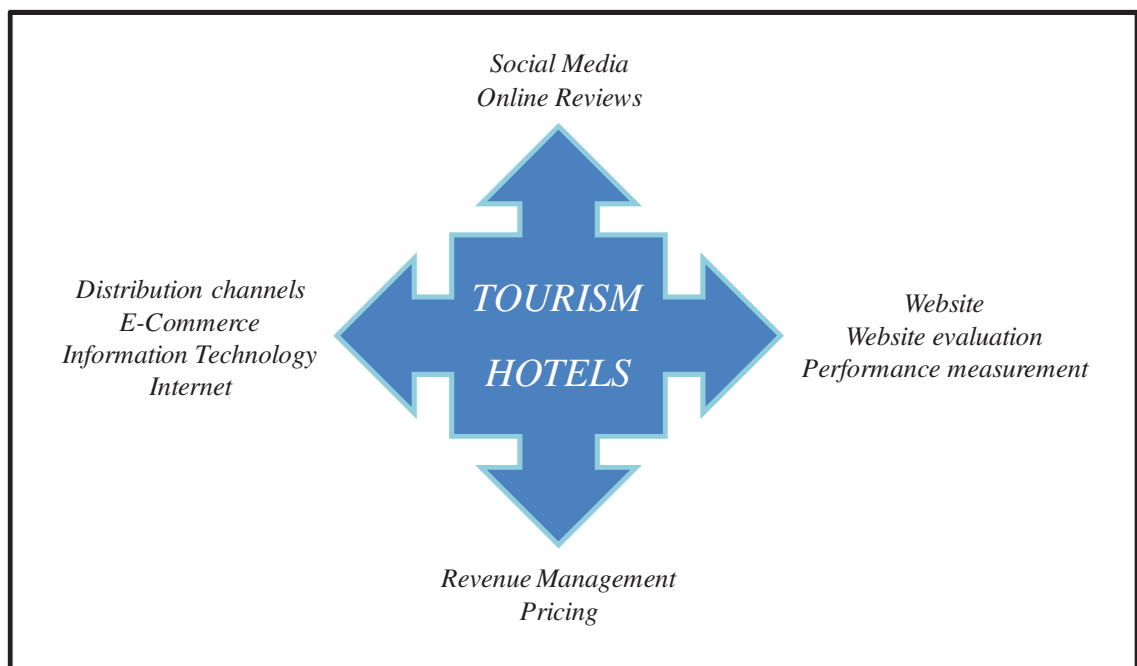 Social Media
Online Reviews
Distribution channels
E-Commerce
Information Technology
Internet
TOURISM
HOTELS
Website
Website evaluation
Performance measurement
Revenue Management
Pricing